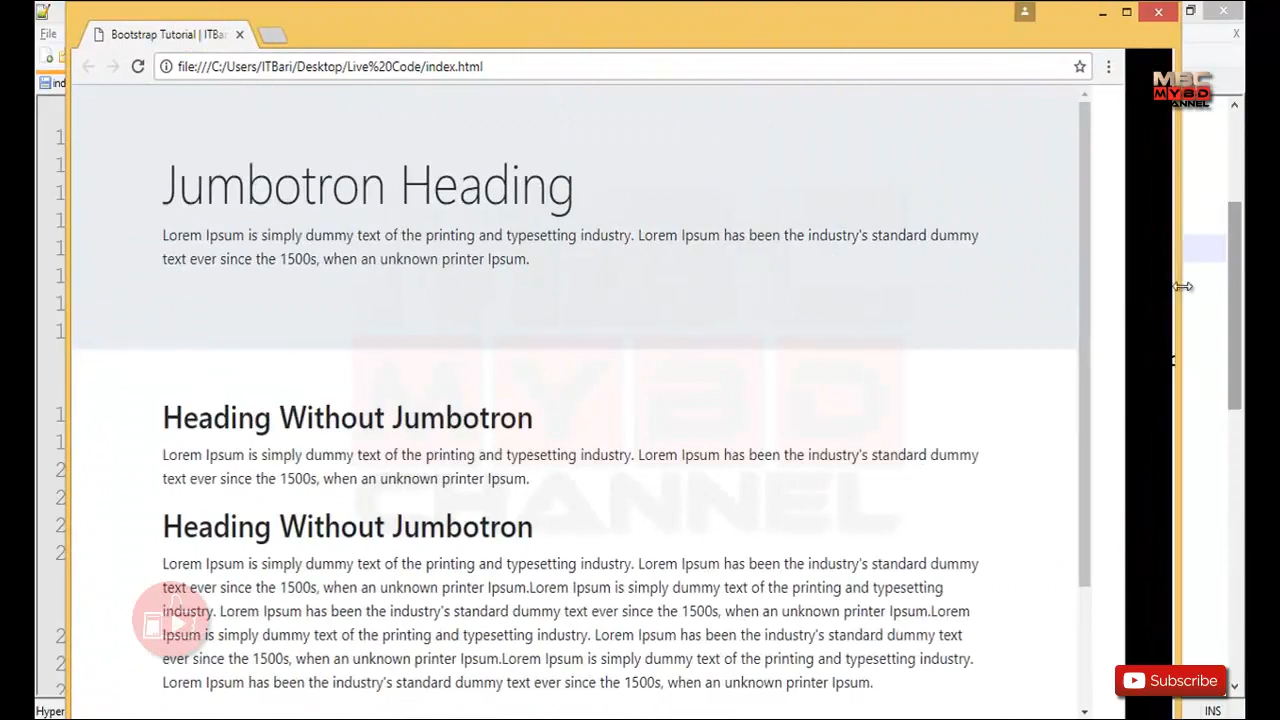 Bootstrap Tutorial | ITBa
File
X
file:///C:/Users/ITBari/Desktop/Live%20Code/index.html
ind
MBC
MYBD
CHANNEL
Jumbotron Heading
Lorem Ipsum is simply dummy text of the printing and typesetting industry. Lorem Ipsum has been the industry's standard dummy
text ever since the 1500s, when an unknown printer Ipsum.
Heading Without Jumbotron
Lorem Ipsum is simply dummy text of the printing and typesetting industry. Lorem Ipsum has been the industry's standard dummy
text ever since the 1500s, when an unknown printer Ipsum.
MYBD
CHANNEL
Heading Without Jumbotron
Lorem Ipsum is simply dummy text of the printing and typesetting industry. Lorem Ipsum has been the industry's standard dummy
text ever since the 1500s, when an unknown printer Ipsum.Lorem Ipsum is simply dummy text of the printing and typesetting
industry. Lorem Ipsum has been the industry's standard dummy text ever since the 1500s, when an unknown printer Ipsum.Lorem
Ipsum is simply dummy text of the printing and typesetting industry. Lorem Ipsum has been the industry's standard dummy text
ever since the 1500s, when an unknown printer Ipsum.Lorem Ipsum is simply dummy text of the printing and typesetting industry.
Lorem Ipsum has been the industry's standard dummy text ever since the 1500s, when an unknown printer Ipsum.
Subscribe
Hyper
INS